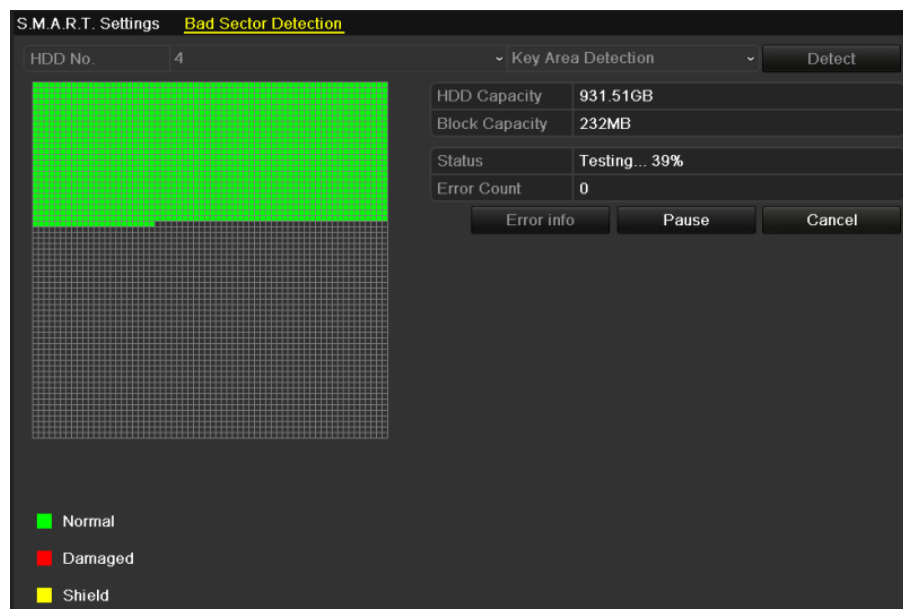 S.M.A.R.T. Settings Bad Sector Detection
HDD No. 4 Key Area Detection Detect
HDD Capacity 931.51GB
Block Capacity 232MB
Status Testing... 39%
Error Count 0
Error info Pause Cancel
Normal
Damaged
Shield